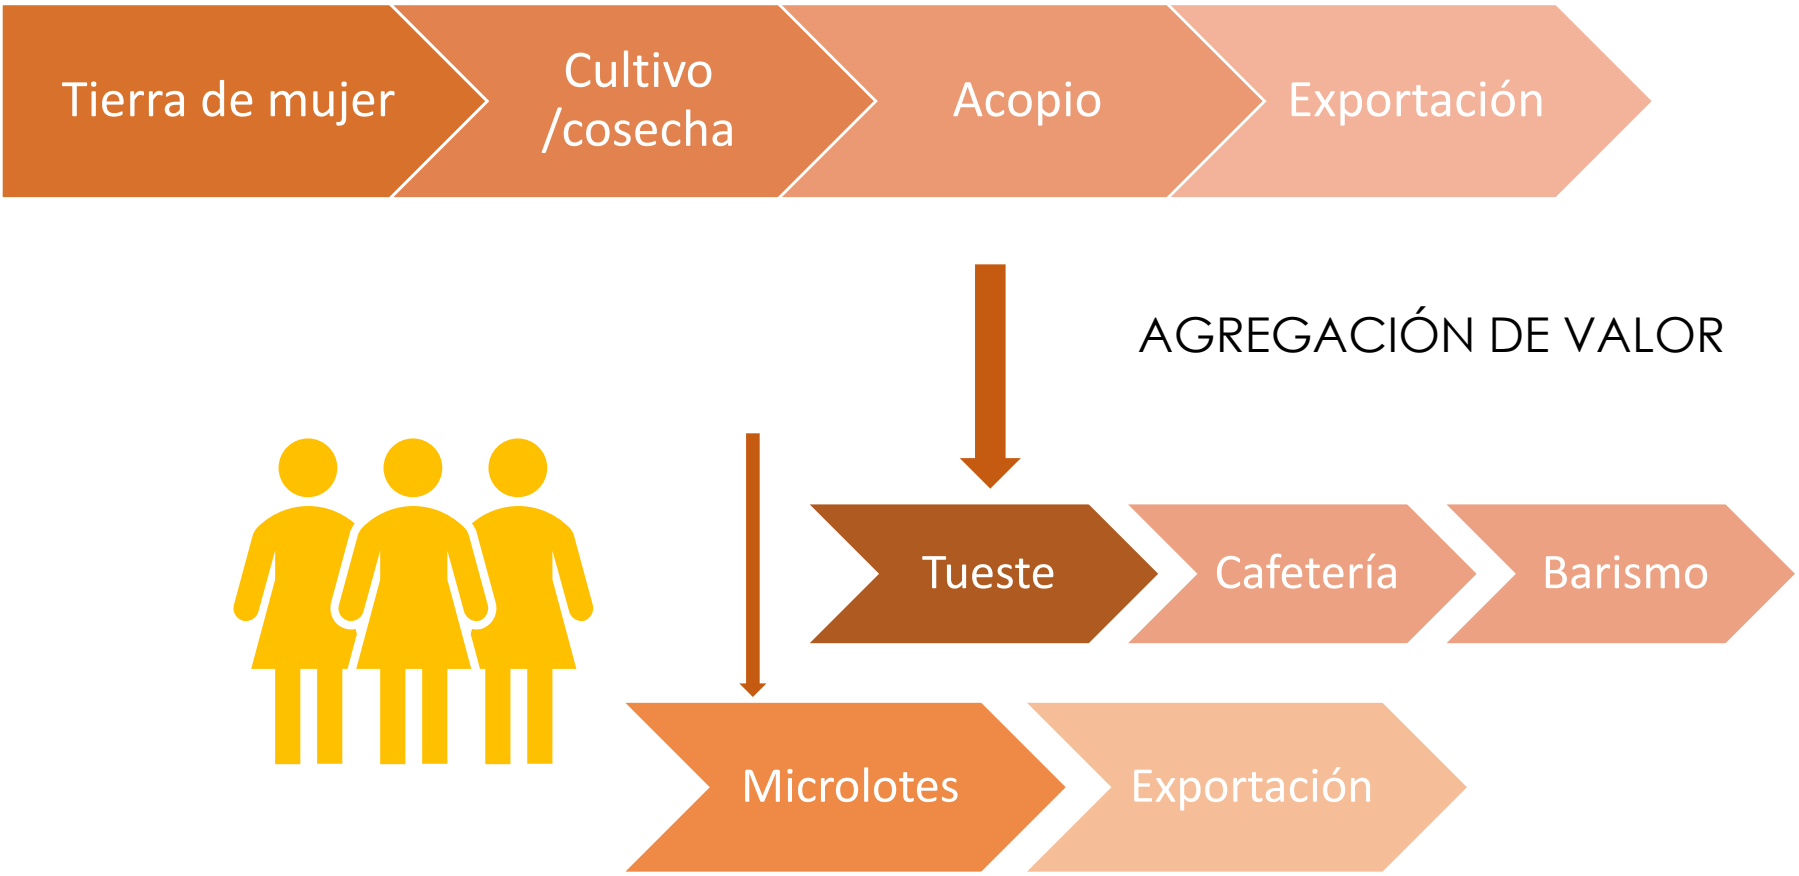 Tierra de mujer
Cultivo
/cosecha
Acopio
Exportación
AGREGACIÓN DE VALOR
Tueste
Cafetería
Barismo
Microlotes
Exportación